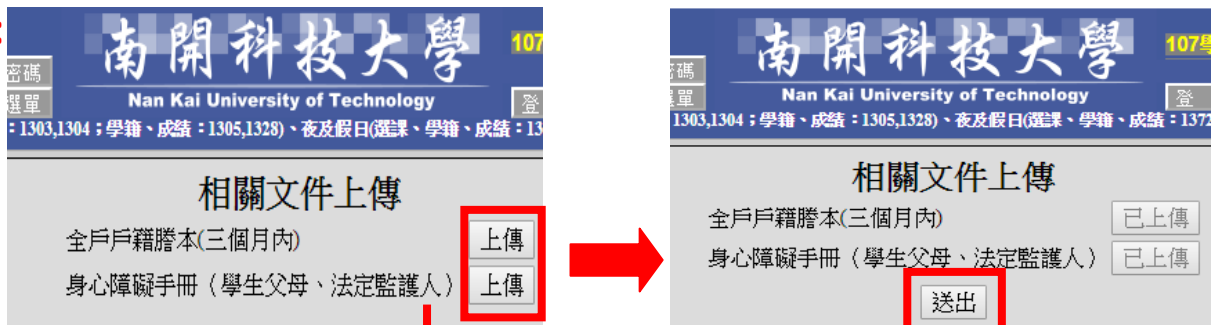 南開科技大學
107
密碼
選單
Nan Kai University of Technology
登
：1303,1304；學籍、成績：1305,1328)、夜及假日(選課、學籍、成績：13
相關文件上傳
全戶戶籍謄本(三個月內)
上傳
身心障礙手冊（學生父母、法定監護人）
上傳
南開科技大學
107學
碼
單
Nan Kai University of Technology
登
1303,1304；學籍、成績：1305,1328)、夜及假日(選課、學籍、成績：1372
相關文件上傳
全戶戶籍謄本(三個月內)
已上傳
身心障礙手冊（學生父母、法定監護人）
已上傳
送出